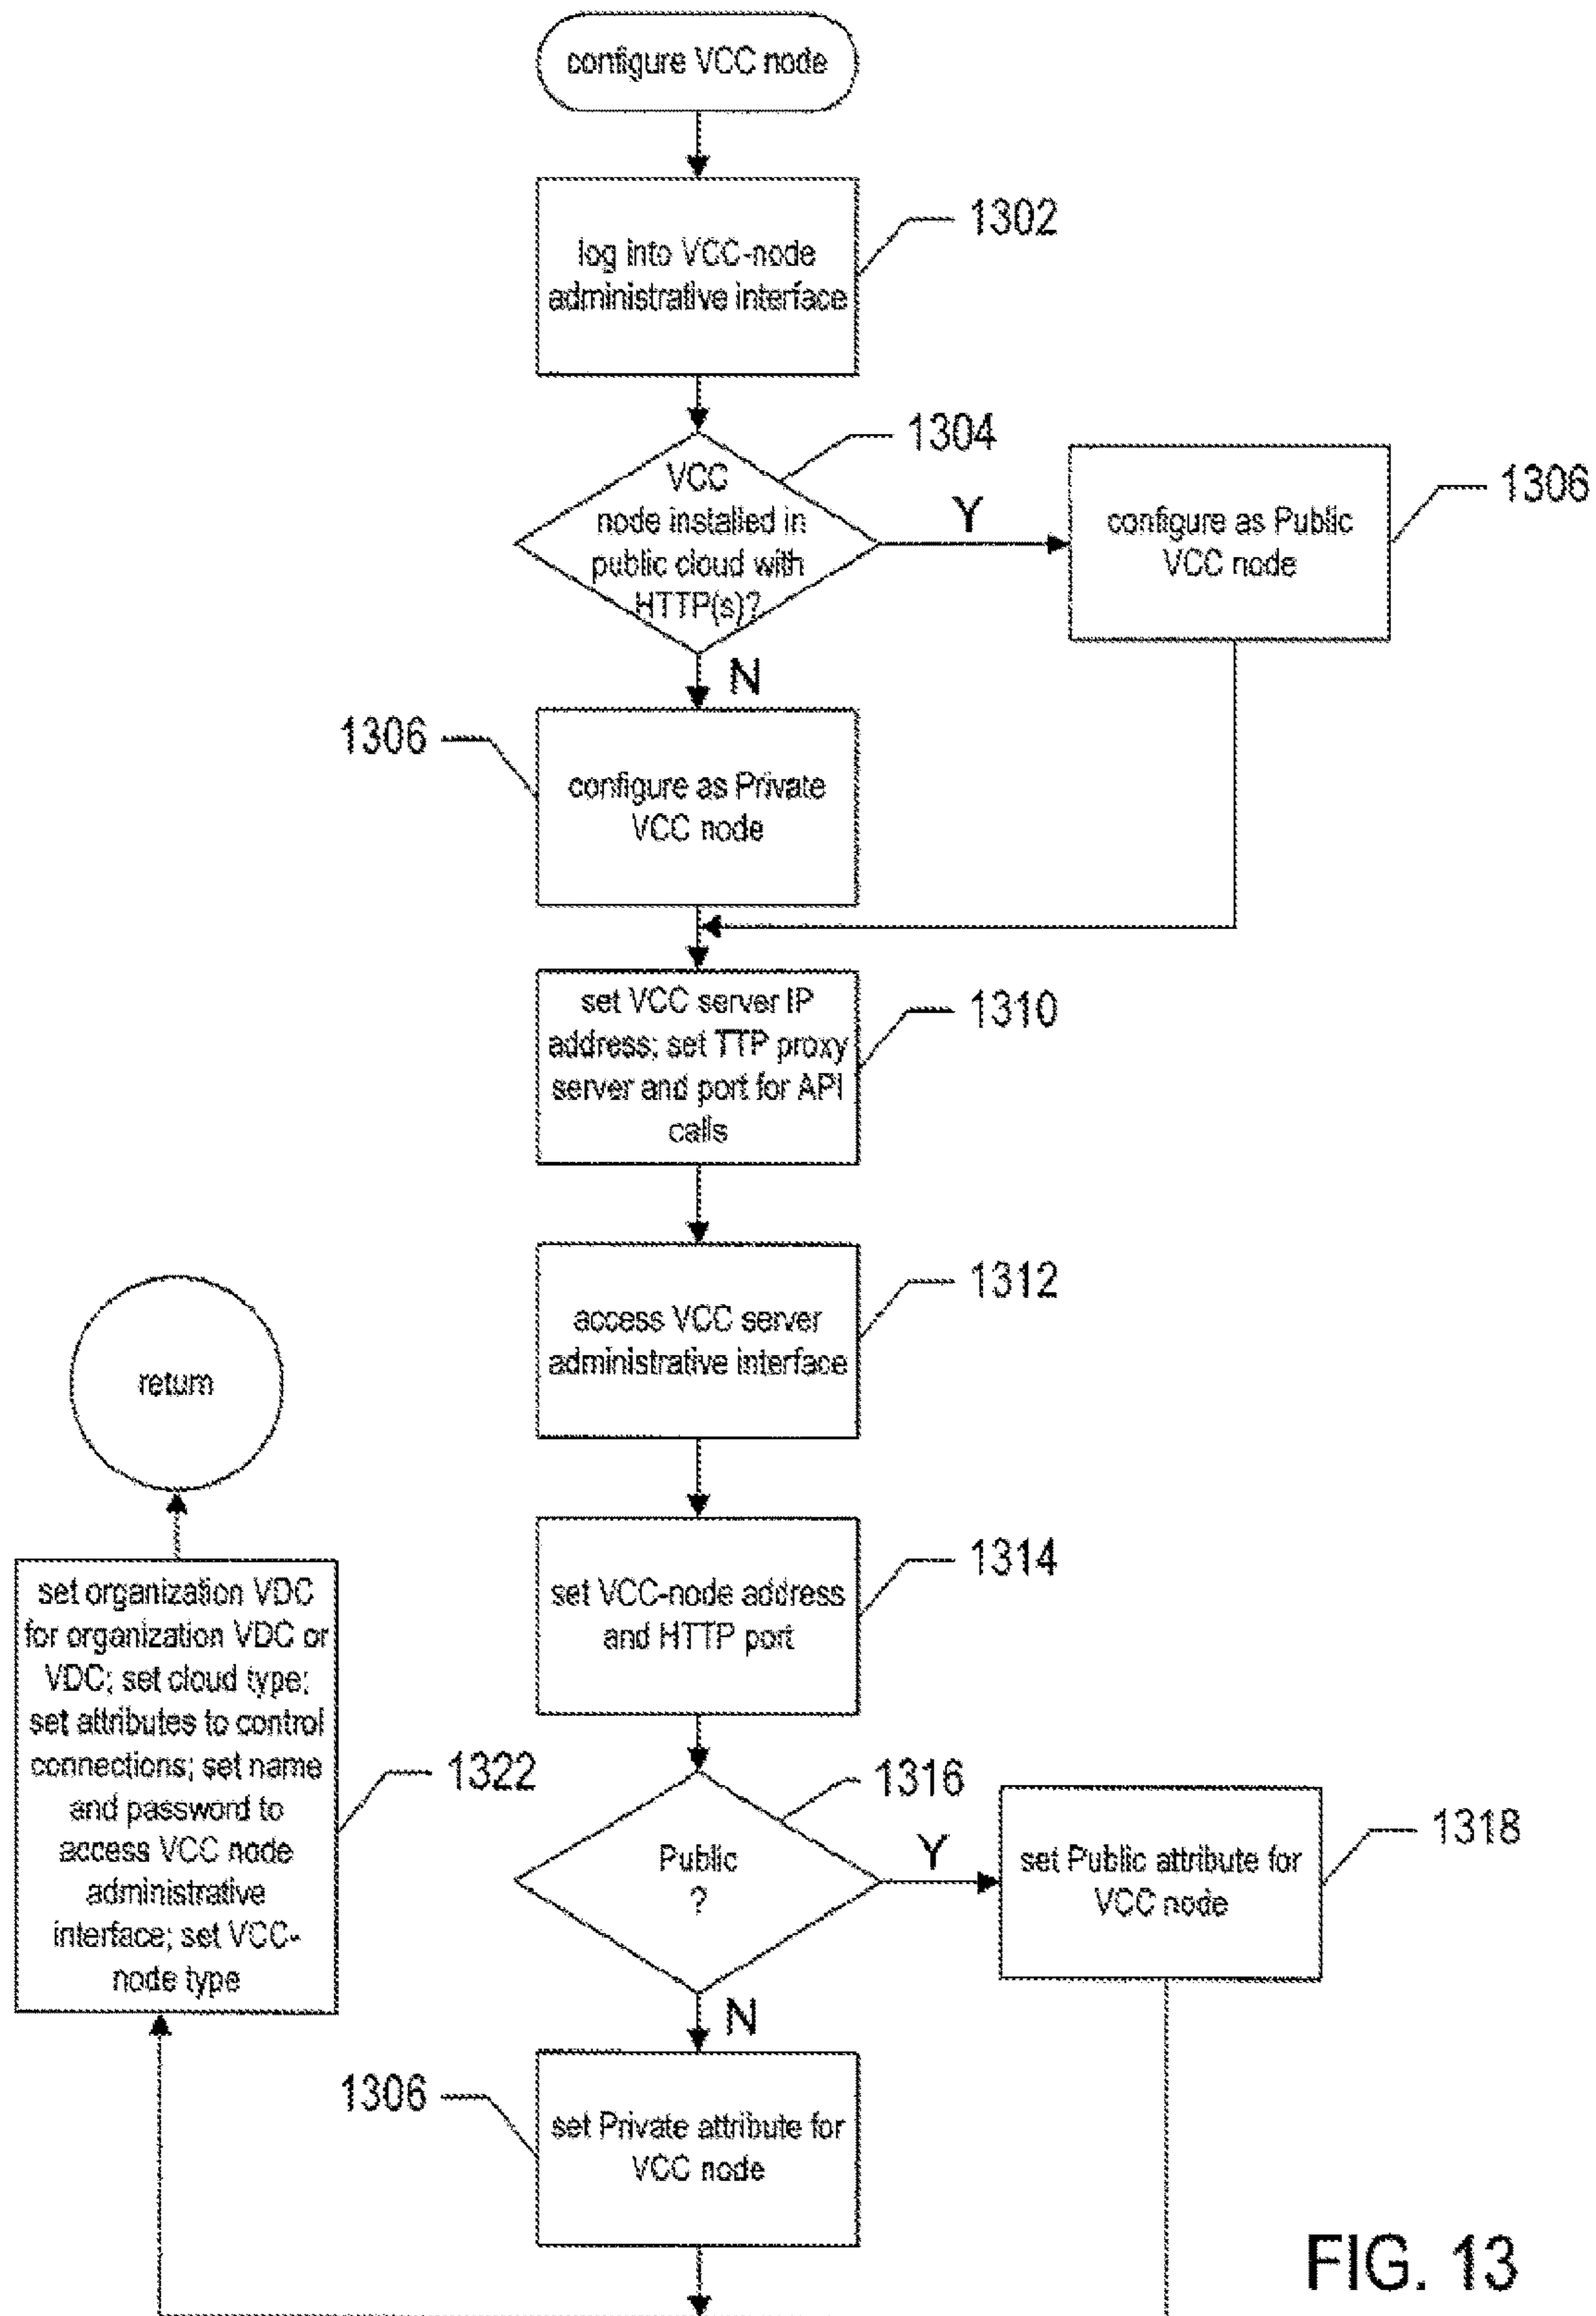 configure VCC node
log into VCC-node
administrative interface
1302
VCC
node installed in
public cloud with
HTTP(s)?
1304
Y
configure as Public
VCC node
1306
N
1306
configure as Private
VCC node
set VCC server IP
address; set TTP proxy
server and port for API
calls
1310
access VCC server
administrative interface
1312
return
set VCC-node address
and HTTP port
1314
set organization VDC
for organization VDC or
VDC; set cloud type;
set attributes to control
connections; set name
and password to
access VCC node
administrative
interface; set VCC-
node type
1322
Public
?
1316
Y
set Public attribute for
VCC node
1318
N
1306
set Private attribute for
VCC node
FIG. 13